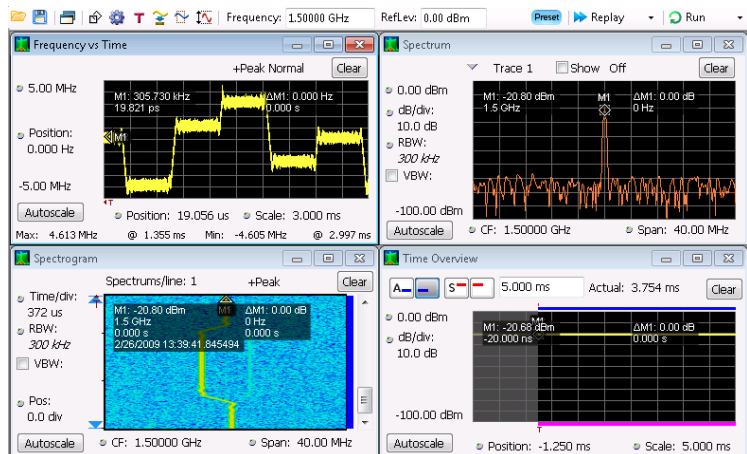 T Frequency: 1.50000 GHz RefLev: 0.00 dBm Preset Replay Run
Frequency vs Time
+Peak Normal Clear
5.00 MHz
M1: 305.730 kHz ΔM1: 0.000 Hz
19.821 ps 0.000 s
Position:
0.000 Hz
M1
-5.00 MHz
T
Autoscale Position: 19.056 us Scale: 3.000 ms
Max: 4.613 MHz @ 1.355 ms Min: -4.605 MHz @ 2.997 ms
Spectrum
Trace 1 Show Off Clear
0.00 dBm
M1: -20.80 dBm M1 ΔM1: 0.00 dB
1.5 GHz 0 Hz
dB/div:
10.0 dB
RBW:
300 kHz
VBW:
-100.00 dBm
Autoscale CF: 1.50000 GHz Span: 40.00 MHz
Spectrogram
Spectrums/line: 1 +Peak Clear
Time/div:
372 us
M1: -20.80 dBm M1 ΔM1: 0.00 dB
1.5 GHz 0 Hz
0.000 s 0.000 s
2/26/2009 13:39:41.845494
RBW:
300 kHz
VBW:
Pos:
0.0 div
Autoscale CF: 1.50000 GHz Span: 40.00 MHz
Time Overview
A S 5.000 ms Actual: 3.754 ms Clear
0.00 dBm
M1
M1: -20.68 dBm ΔM1: 0.00 dB
-20.000 ns 0.000 s
dB/div:
10.0 dB
-100.00 dBm
T
Autoscale Position: -1.250 ms Scale: 5.000 ms